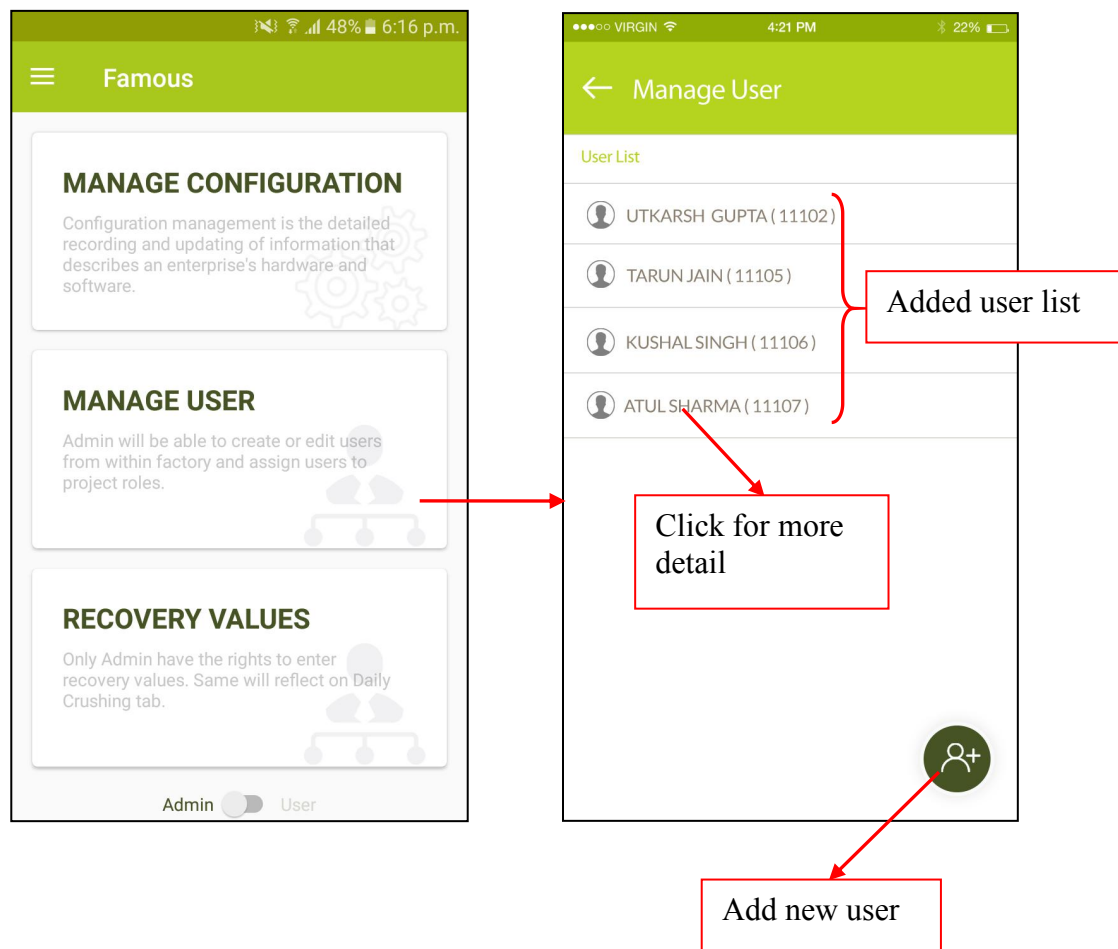 48% 6:16 p.m.
Famous
MANAGE CONFIGURATION
Configuration management is the detailed
recording and updating of information that
describes an enterprise's hardware and
software.
MANAGE USER
Admin will be able to create or edit users
from within factory and assign users to
project roles.
RECOVERY VALUES
Only Admin have the rights to enter
recovery values. Same will reflect on Daily
Crushing tab.
Admin User
VIRGIN 4:21 PM 22%
Manage User
User List
UTKARSH GUPTA ( 11102 )
TARUN JAIN ( 11105 )
KUSHAL SINGH ( 11106 )
ATUL SHARMA ( 11107 )
Added user list
Click for more
detail
Add new user